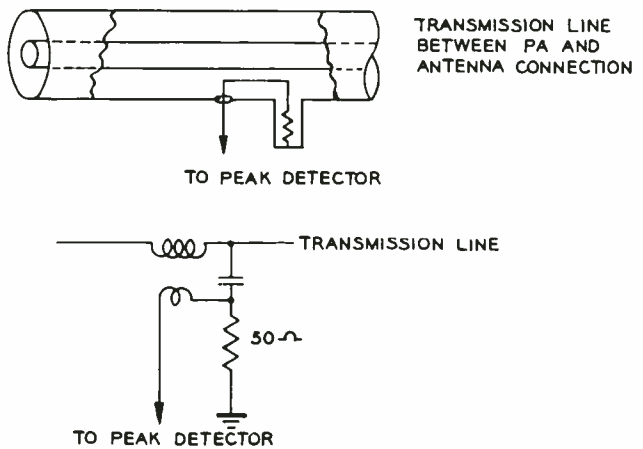 TRANSMISSION LINE
BETWEEN PA AND
ANTENNA CONNECTION
TO PEAK DETECTOR
TRANSMISSION LINE
50 Ω
TO PEAK DETECTOR